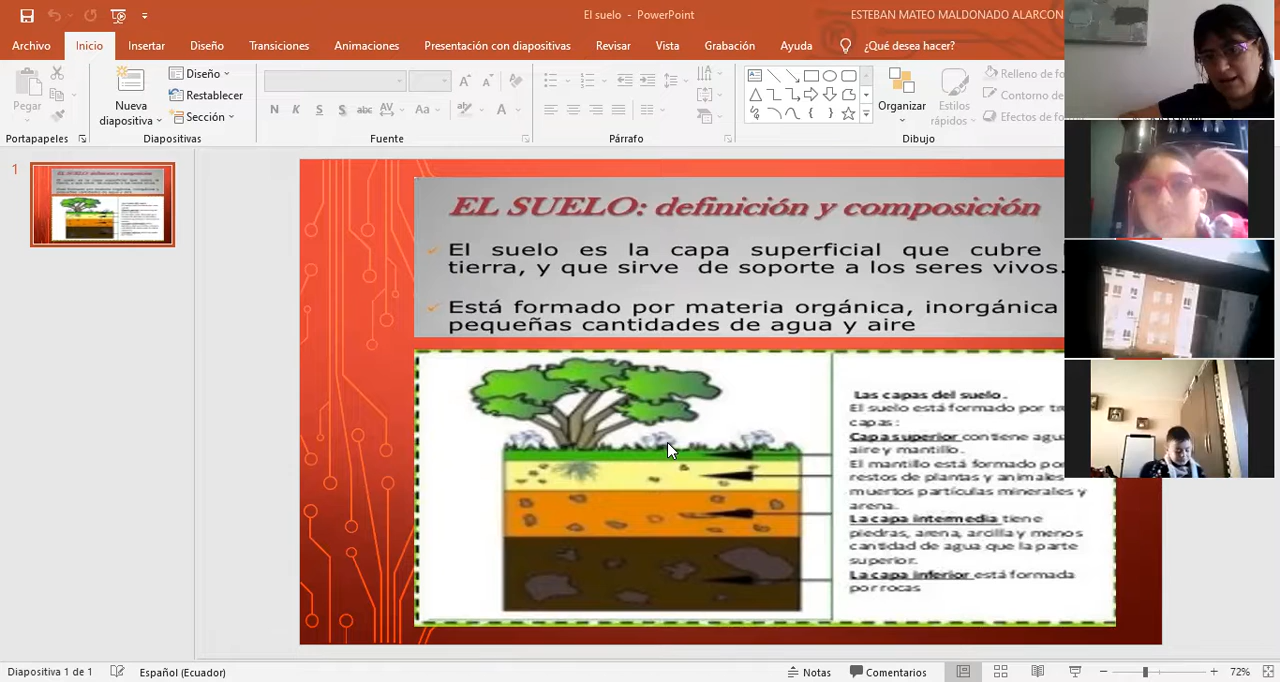 El suelo - PowerPoint
ESTEBAN MATEO MALDONADO ALARCON
Archivo Inicio Insertar Diseño Transiciones Animaciones Presentación con diapositivas Revisar Vista Grabación Ayuda ¿Qué desea hacer?
Pegar
Nueva diapositiva
Diseño
Restablecer
Sección
N K S S abc AV Aa A
Organizar
Estilos rápidos
Relleno de fo
Contorno de
Efectos de fo
Portapapeles Diapositivas Fuente Párrafo Dibujo
1
EL SUELO: definición y composición
El suelo es la capa superficial que cubre
tierra, y que sirve de soporte a los seres vivos.
Está formado por materia orgánica, inorgánica
pequeñas cantidades de agua y aire
Las capas del suelo.
El suelo está formado por
capas:
Capa superior contiene agua
aire y mantillo.
El mantillo está formado por
restos de plantas y animales
muertos partículas minerales y
arena.
La capa intermedia tiene
piedras, arena, arcilla y menos
cantidad de agua que la parte
superior.
La capa inferior está formada
por rocas
Diapositiva 1 de 1 Español (Ecuador) Notas Comentarios 72%